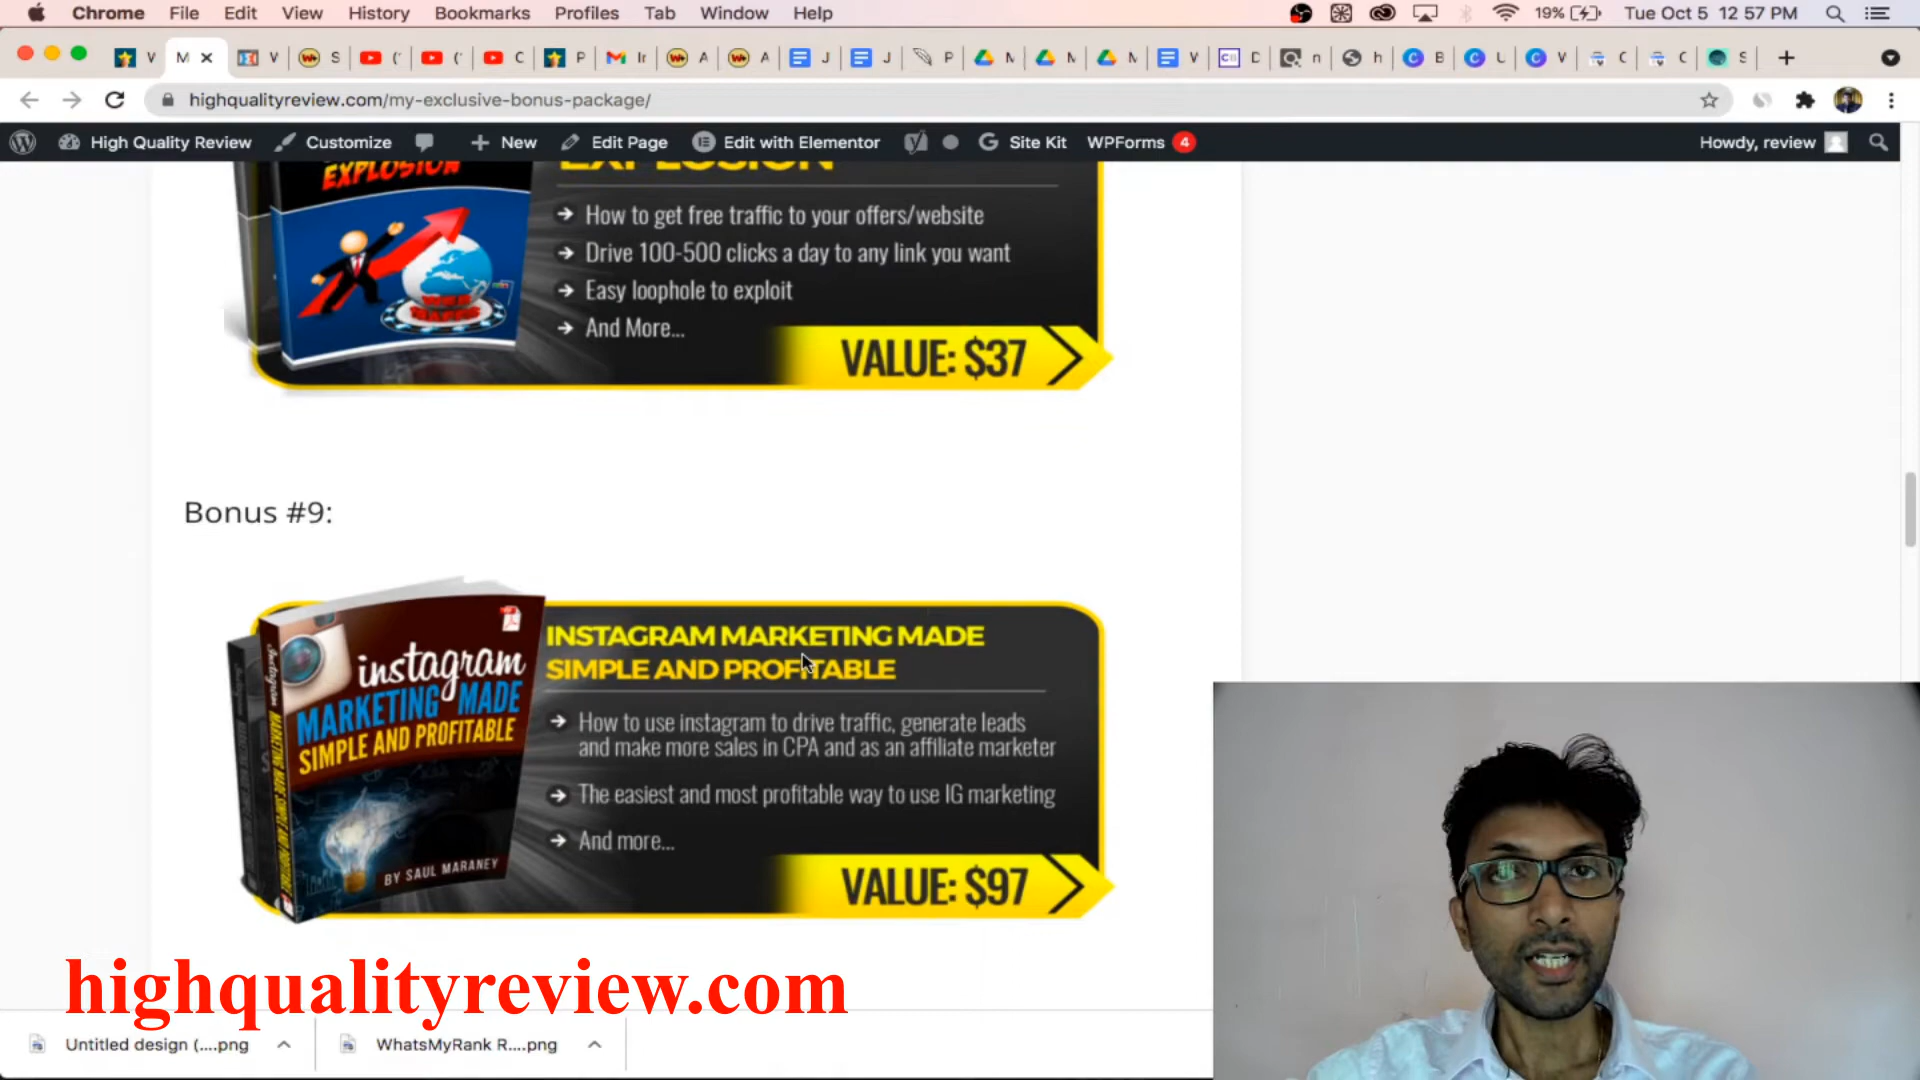 Chrome File Edit View History Bookmarks Profiles Tab Window Help 19% Tue Oct 5 12:57 PM
highqualityreview.com/my-exclusive-bonus-package/
High Quality Review Customize New Edit Page Edit with Elementor Site Kit WPForms 4 Howdy, review
EXPLOSION
EXPLOSION
How to get free traffic to your offers/website
Drive 100-500 clicks a day to any link you want
Easy loophole to exploit
And More...
VALUE: $37
Bonus #9:
instagram
MARKETING MADE
SIMPLE AND PROFITABLE
BY SAUL MARANEY
INSTAGRAM MARKETING MADE
SIMPLE AND PROFITABLE
How to use instagram to drive traffic, generate leads
and make more sales in CPA and as an affiliate marketer
The easiest and most profitable way to use IG marketing
And more...
VALUE: $97
highqualityreview.com
Untitled design (....png WhatsMyRank R....png